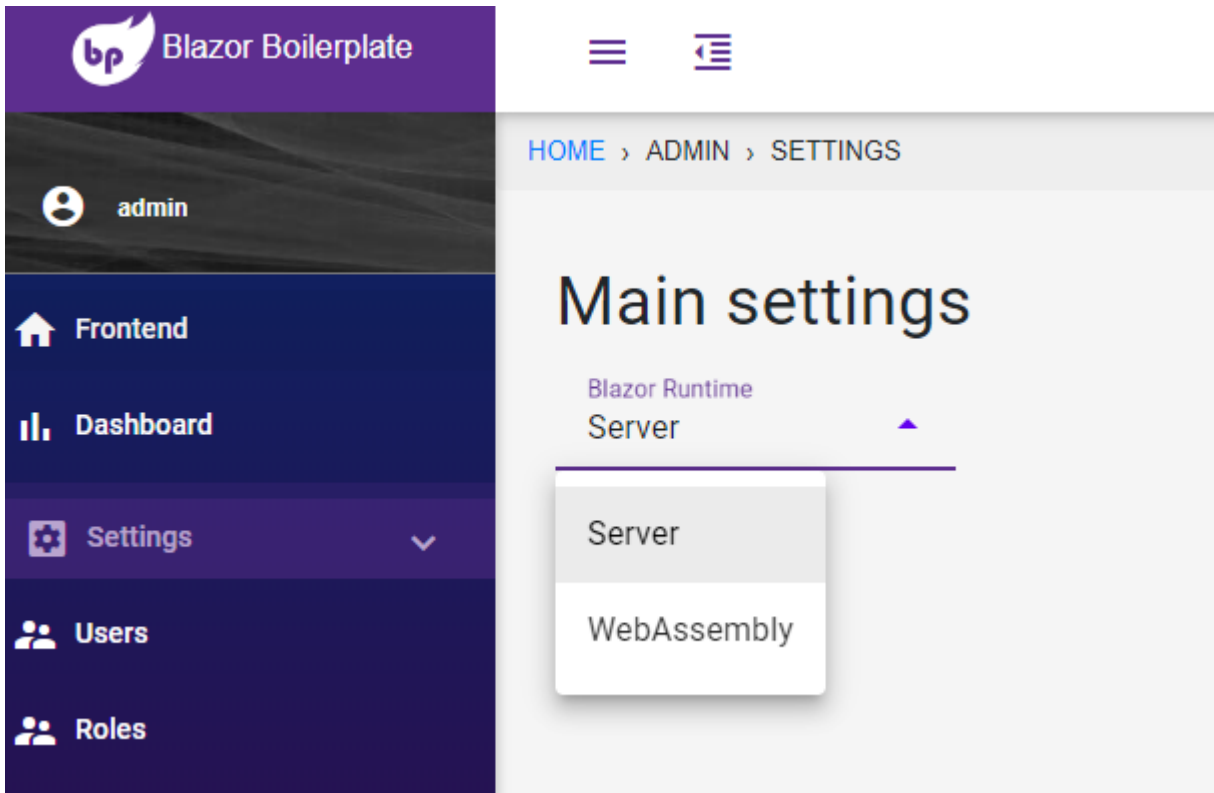 bp Blazor Boilerplate
HOME › ADMIN › SETTINGS
admin
Frontend
Dashboard
Settings
Users
Roles
Main settings
Blazor Runtime
Server
Server
WebAssembly